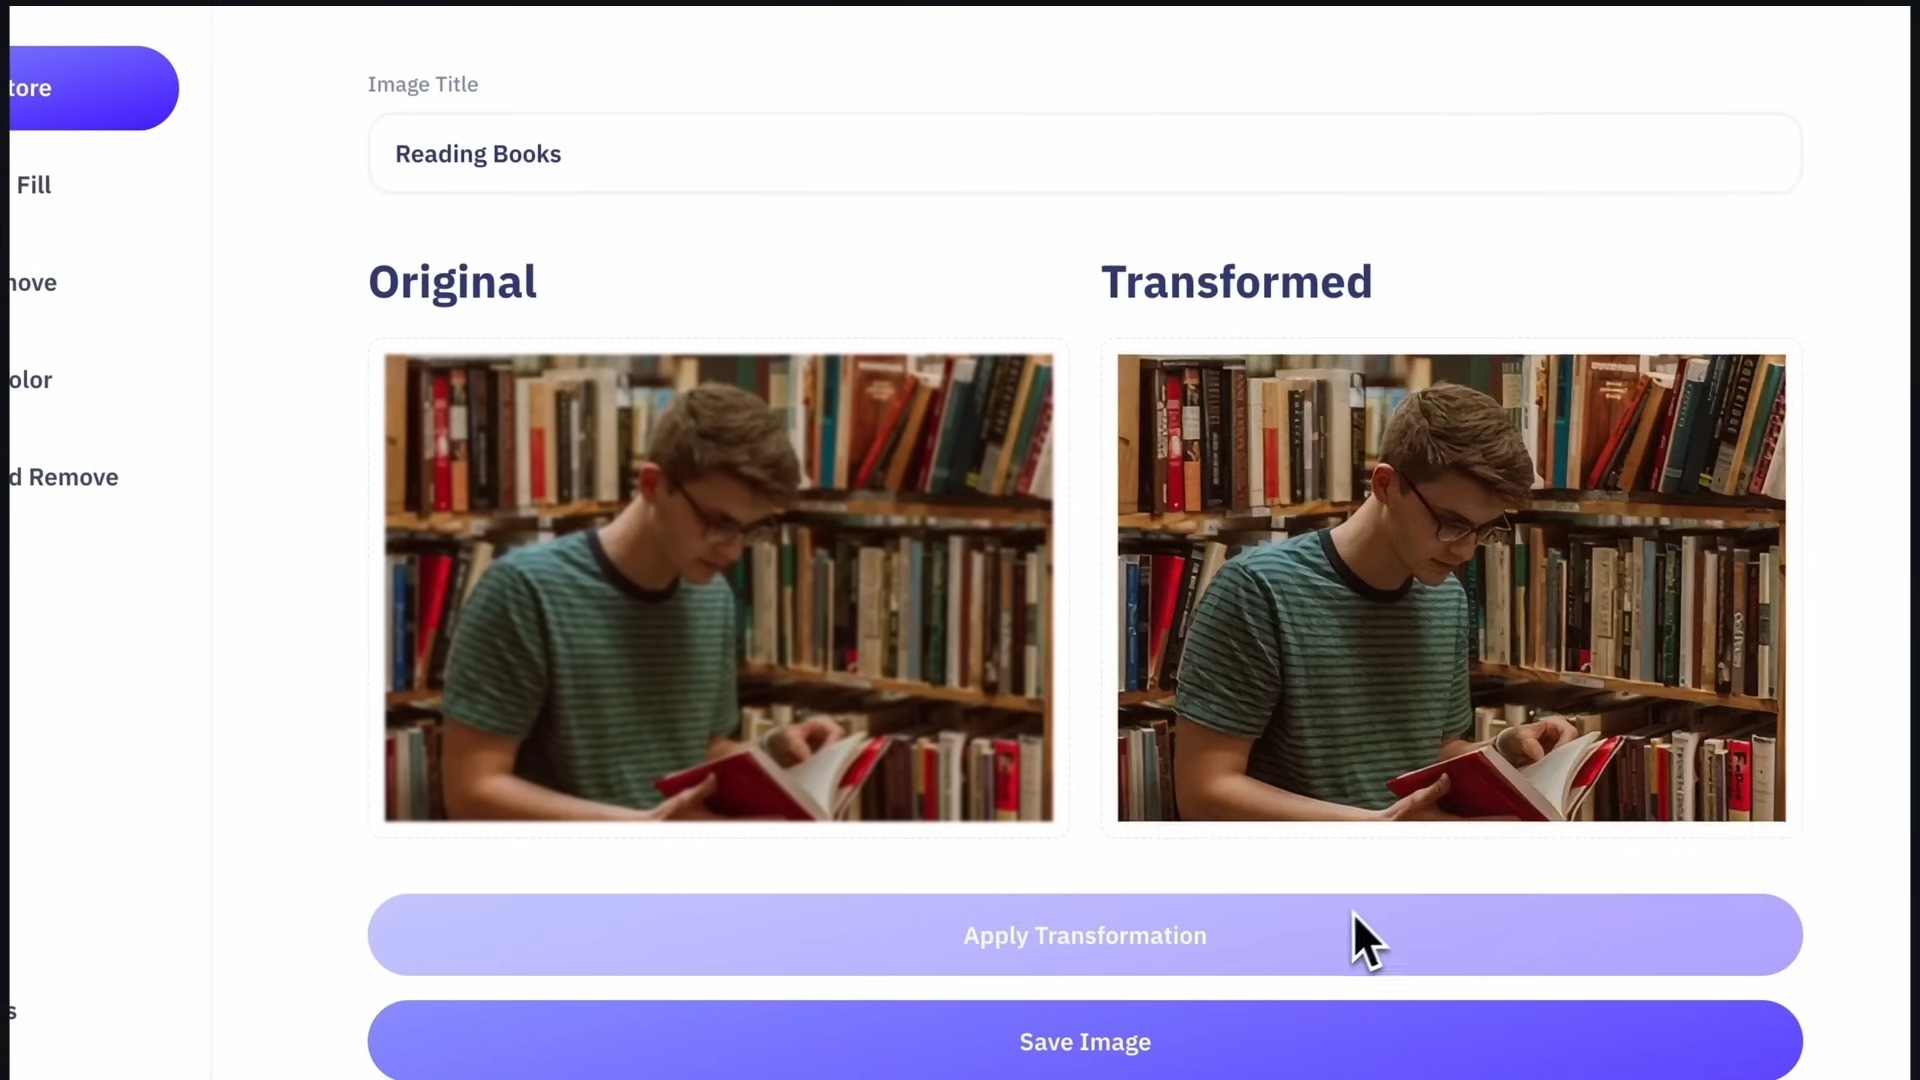 tore
Fill
nove
olor
d Remove
s
Image Title
Reading Books
Original
Transformed
Apply Transformation
Save Image